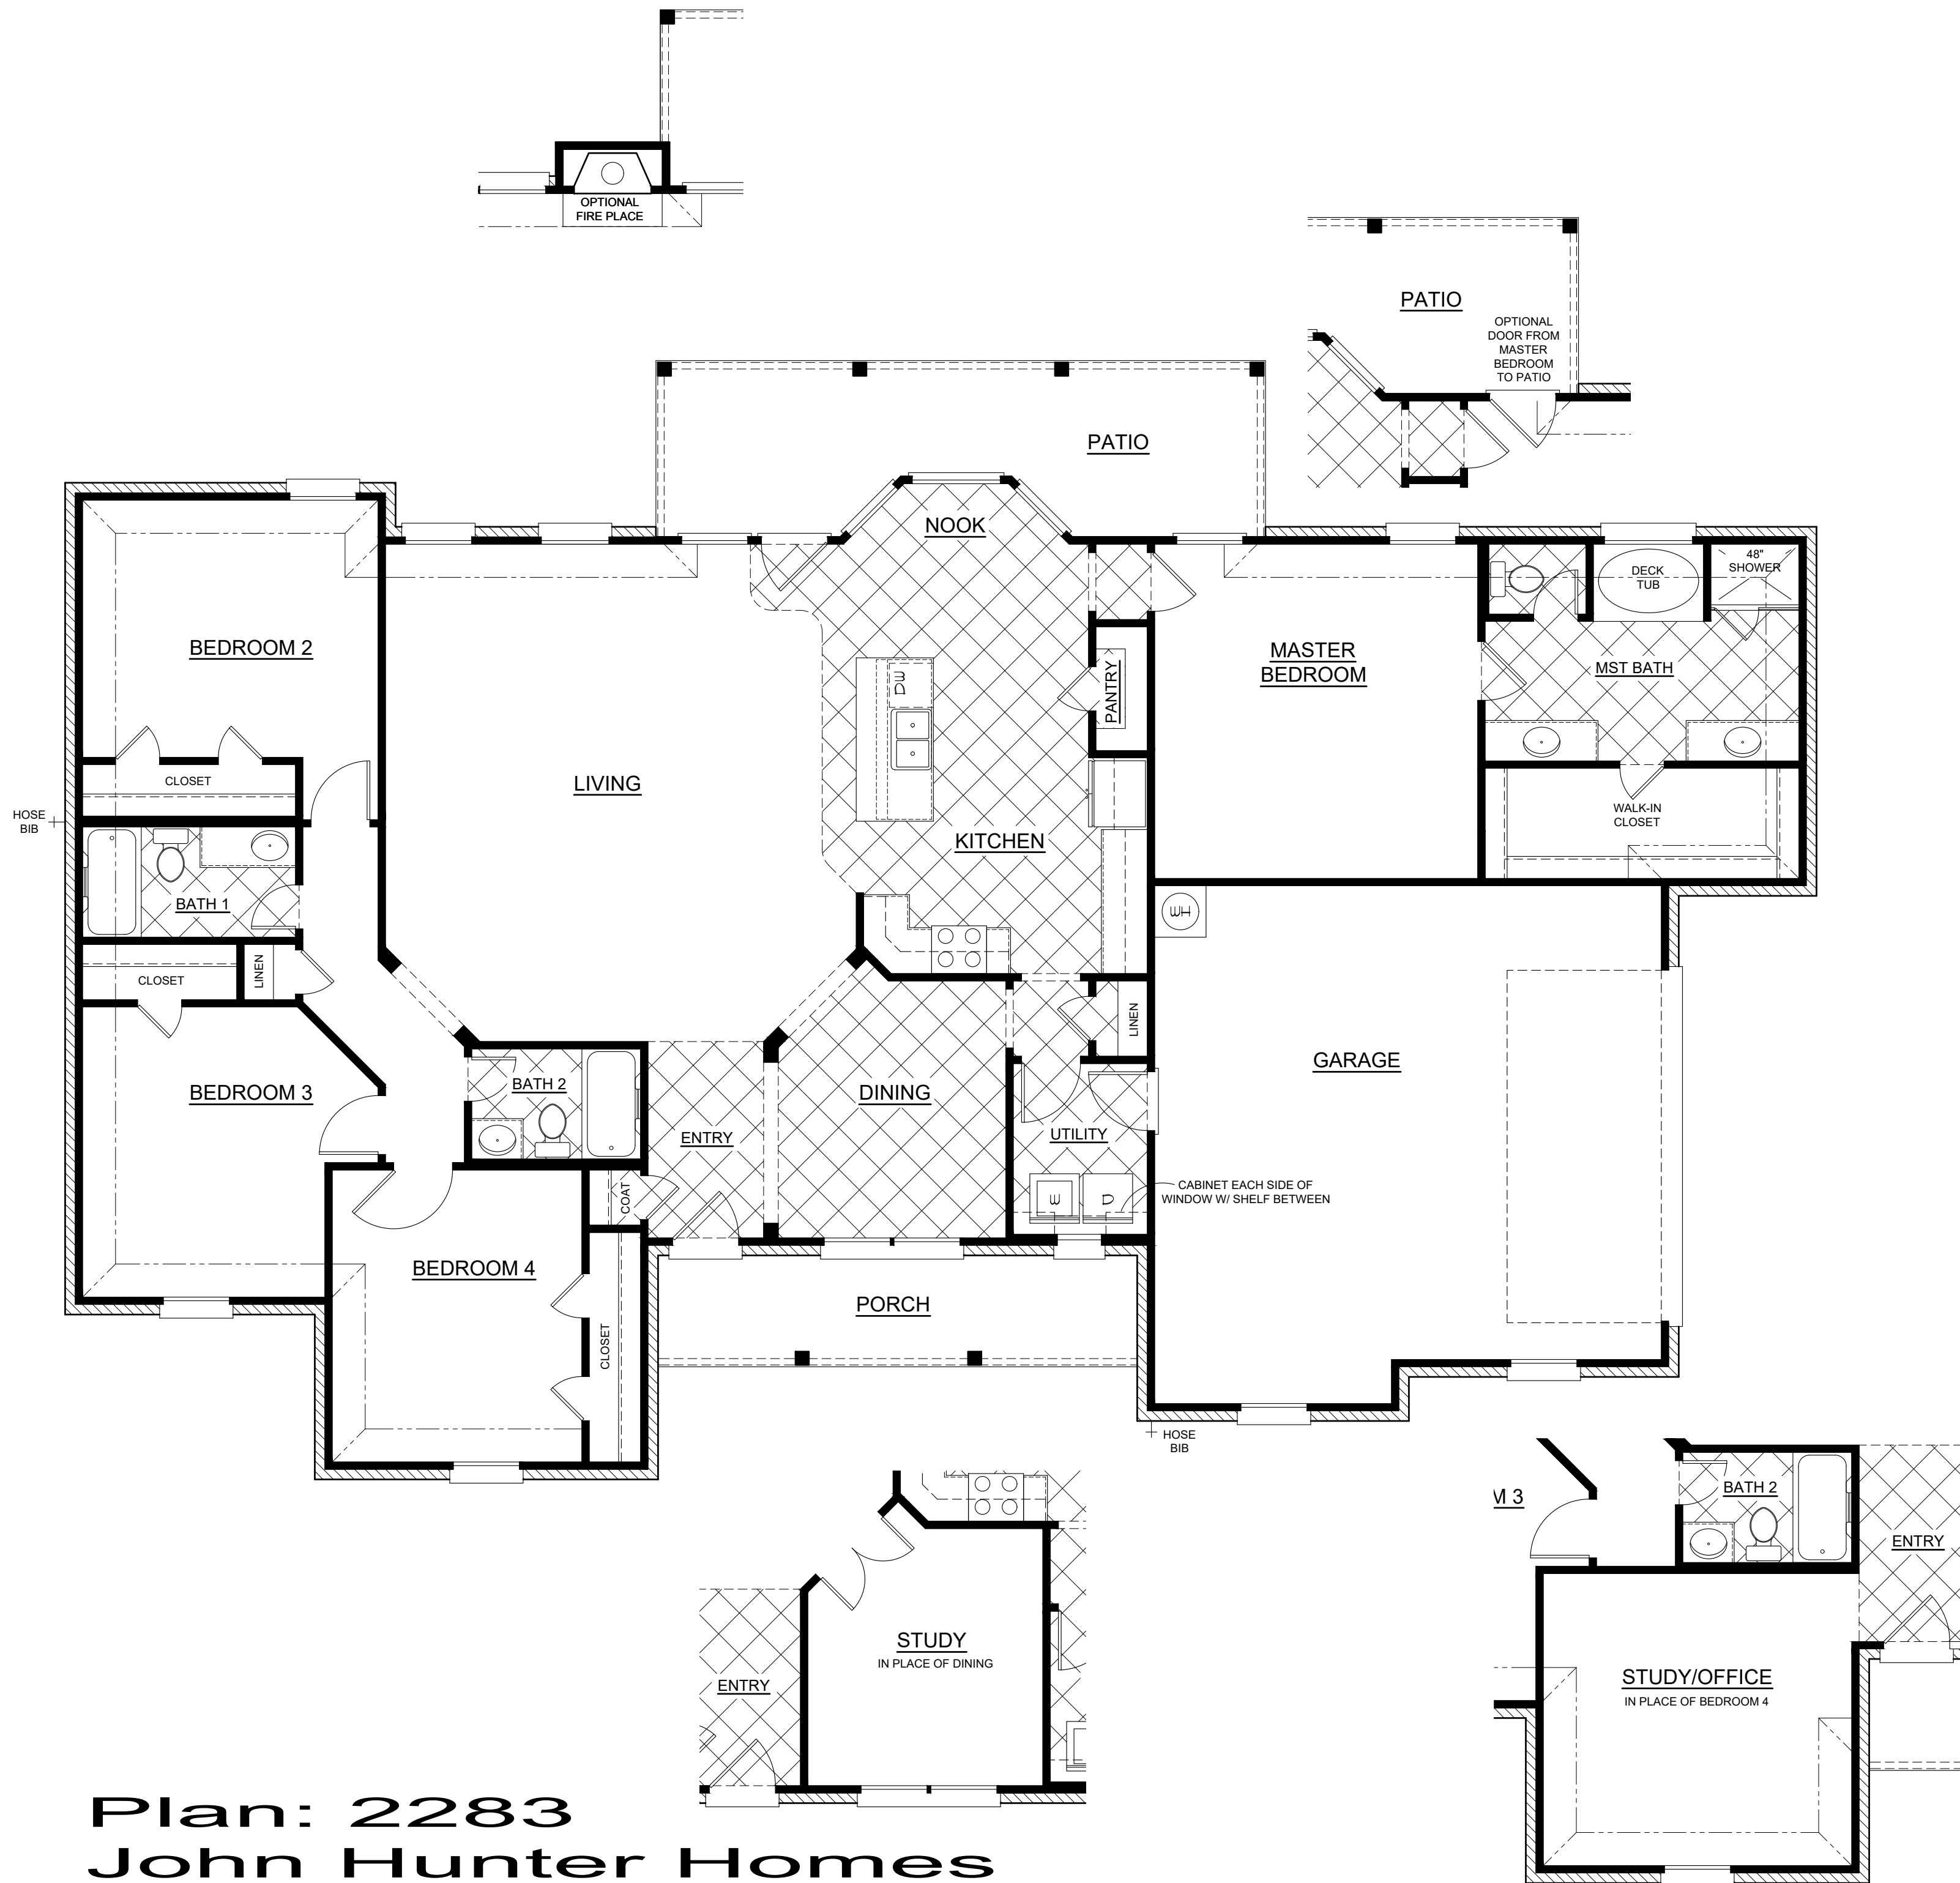 OPTIONAL
FIRE PLACE
PATIO
OPTIONAL
DOOR FROM
MASTER
BEDROOM
TO PATIO
PATIO
NOOK
48"
SHOWER
DECK
TUB
BEDROOM 2
MASTER
BEDROOM
MST BATH
DW
PANTRY
CLOSET
LIVING
HOSE
BIB
WALK-IN
CLOSET
KITCHEN
BATH 1
WH
CLOSET
LINEN
LINEN
GARAGE
BEDROOM 3
BATH 2
DINING
ENTRY
UTILITY
COAT
W
D
CABINET EACH SIDE OF
WINDOW W/ SHELF BETWEEN
BEDROOM 4
PORCH
CLOSET
HOSE
BIB
M 3
BATH 2
ENTRY
STUDY
IN PLACE OF DINING
ENTRY
STUDY/OFFICE
IN PLACE OF BEDROOM 4
Plan: 2283
John Hunter Homes